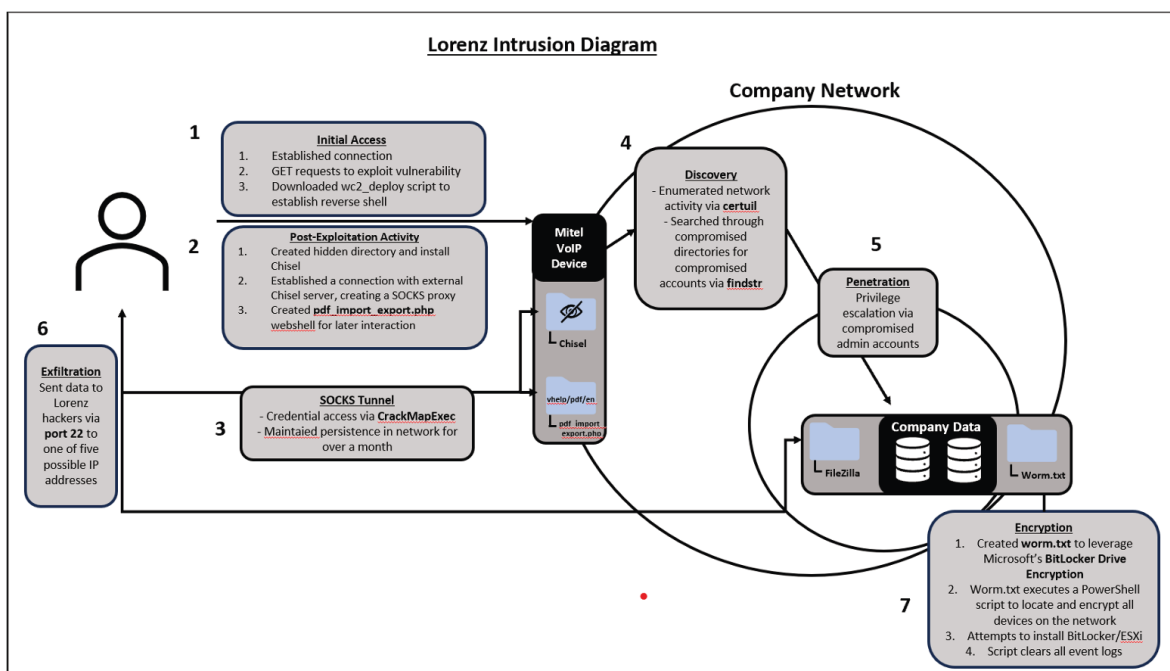 Lorenz Intrusion Diagram
Company Network
1
Initial Access
1. Established connection
2. GET requests to exploit vulnerability
3. Downloaded wc2_deploy script to
establish reverse shell
2
Post-Exploitation Activity
1. Created hidden directory and install
Chisel
2. Established a connection with external
Chisel server, creating a SOCKS proxy
3. Created pdf_import_export.php
webshell for later interaction
3
SOCKS Tunnel
- Credential access via CrackMapExec
- Maintaied persistence in network for
over a month
Mitel
VoIP
Device
Chisel
vhelp/pdf/en
pdf_import
export.php
4
Discovery
- Enumerated network
activity via certuil
- Searched through
compromised
directories for
compromised
accounts via findstr
5
Penetration
Privilege
escalation via
compromised
admin accounts
Company Data
FileZilla
Worm.txt
6
Exfiltration
Sent data to
Lorenz
hackers via
port 22 to
one of five
possible IP
addresses
7
Encryption
1. Created worm.txt to leverage
Microsoft's BitLocker Drive
Encryption
2. Worm.txt executes a PowerShell
script to locate and encrypt all
devices on the network
3. Attempts to install BitLocker/ESXi
4. Script clears all event logs